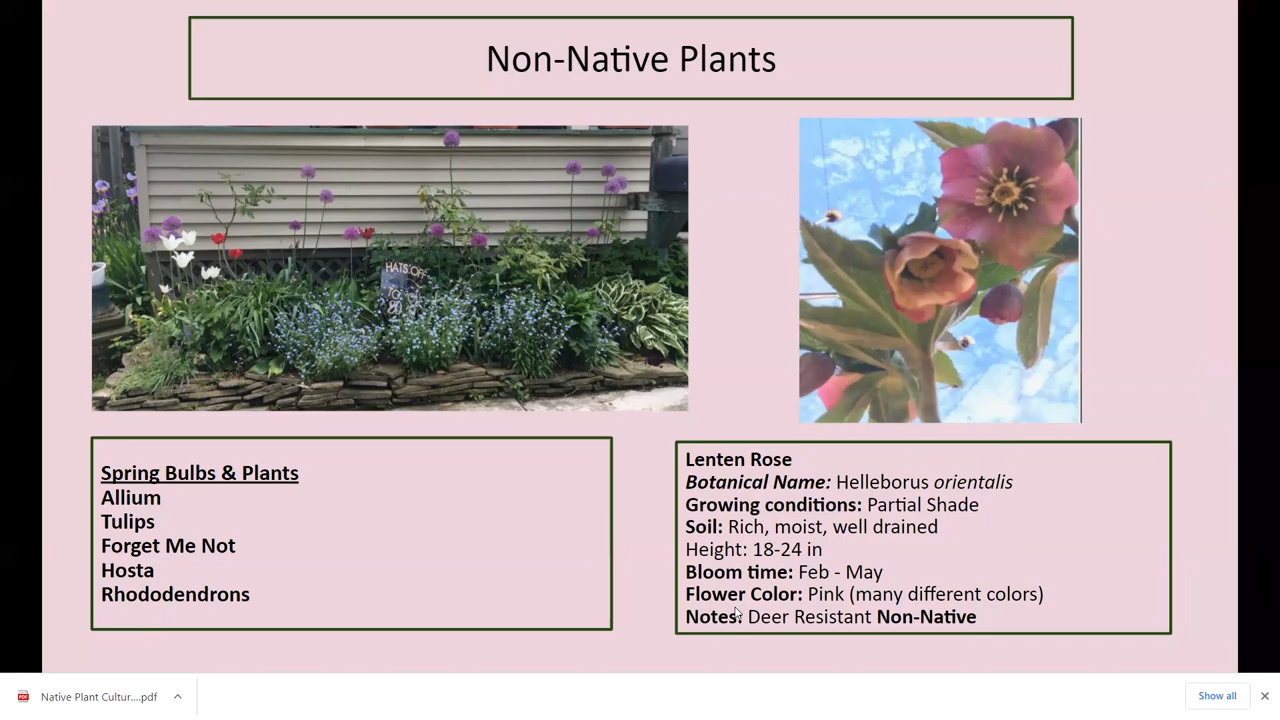 Non-Native Plants
HATS OFF
Spring Bulbs & Plants
Allium
Tulips
Forget Me Not
Hosta
Rhododendrons
Lenten Rose
Botanical Name: Helleborus orientalis
Growing conditions: Partial Shade
Soil: Rich, moist, well drained
Height: 18-24 in
Bloom time: Feb - May
Flower Color: Pink (many different colors)
Notes: Deer Resistant Non-Native
Native Plant Cultur....pdf
Show all